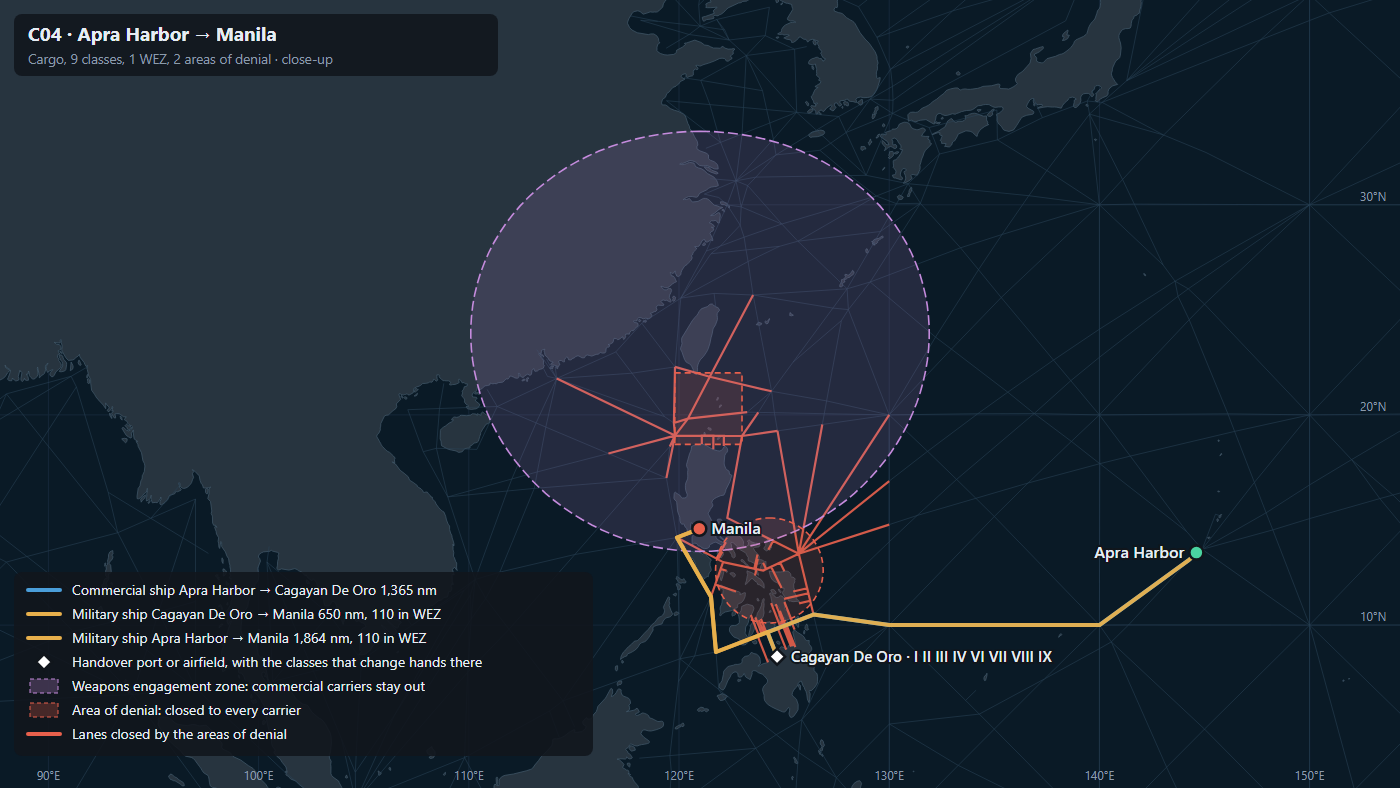 C04 · Apra Harbor → Manila
Cargo, 9 classes, 1 WEZ, 2 areas of denial · close-up
30°N
20°N
Manila
Apra Harbor
10°N
Cagayan De Oro · I II III IV VI VII VIII IX
Commercial ship Apra Harbor → Cagayan De Oro 1,365 nm
Military ship Cagayan De Oro → Manila 650 nm, 110 in WEZ
Military ship Apra Harbor → Manila 1,864 nm, 110 in WEZ
Handover port or airfield, with the classes that change hands there
Weapons engagement zone: commercial carriers stay out
Area of denial: closed to every carrier
Lanes closed by the areas of denial
90°E
100°E
110°E
120°E
130°E
140°E
150°E